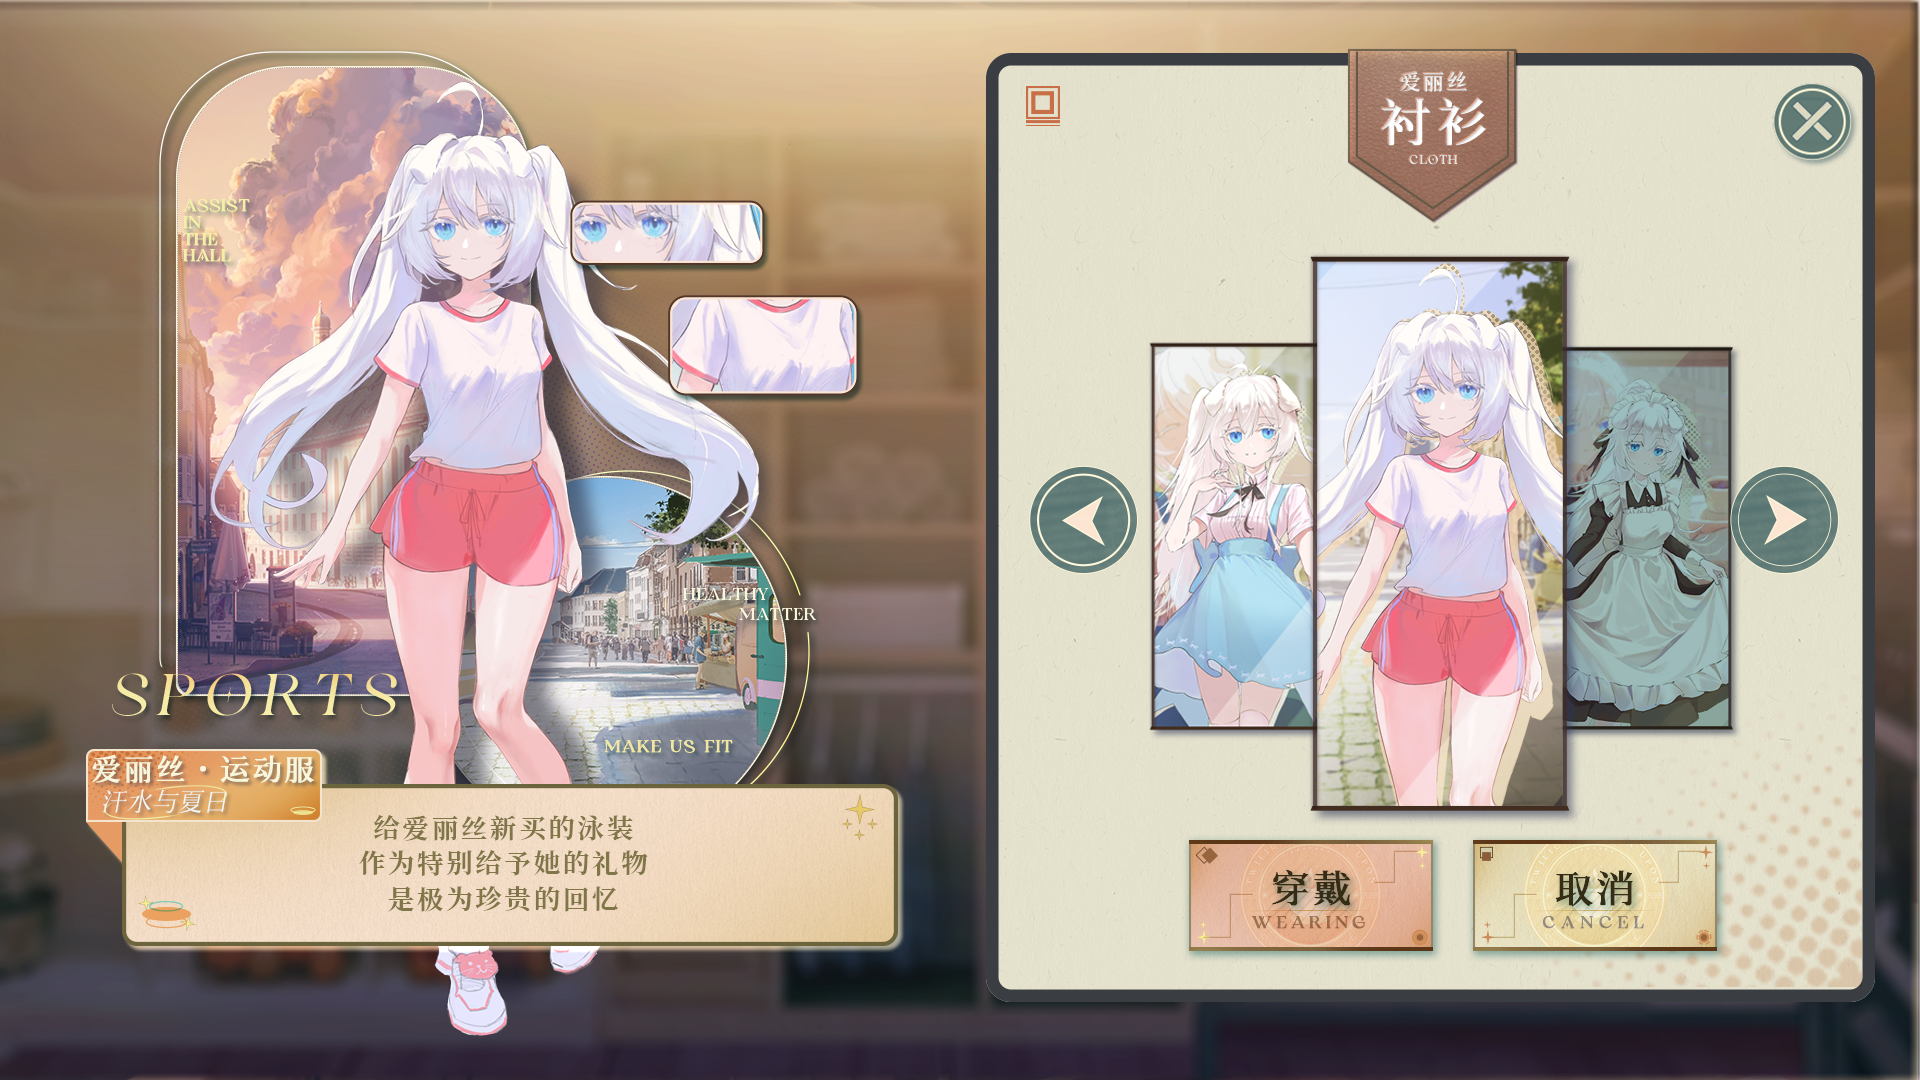 ASSIST
IN
THE
HALL
HEALTHY
MATTER
SPORTS
MAKE US FIT
爱丽丝·运动服
汗水与夏日
给爱丽丝新买的泳装
作为特别给予她的礼物
是极为珍贵的回忆
爱丽丝
衬衫
CLOTH
穿戴
WEARING
取消
CANCEL